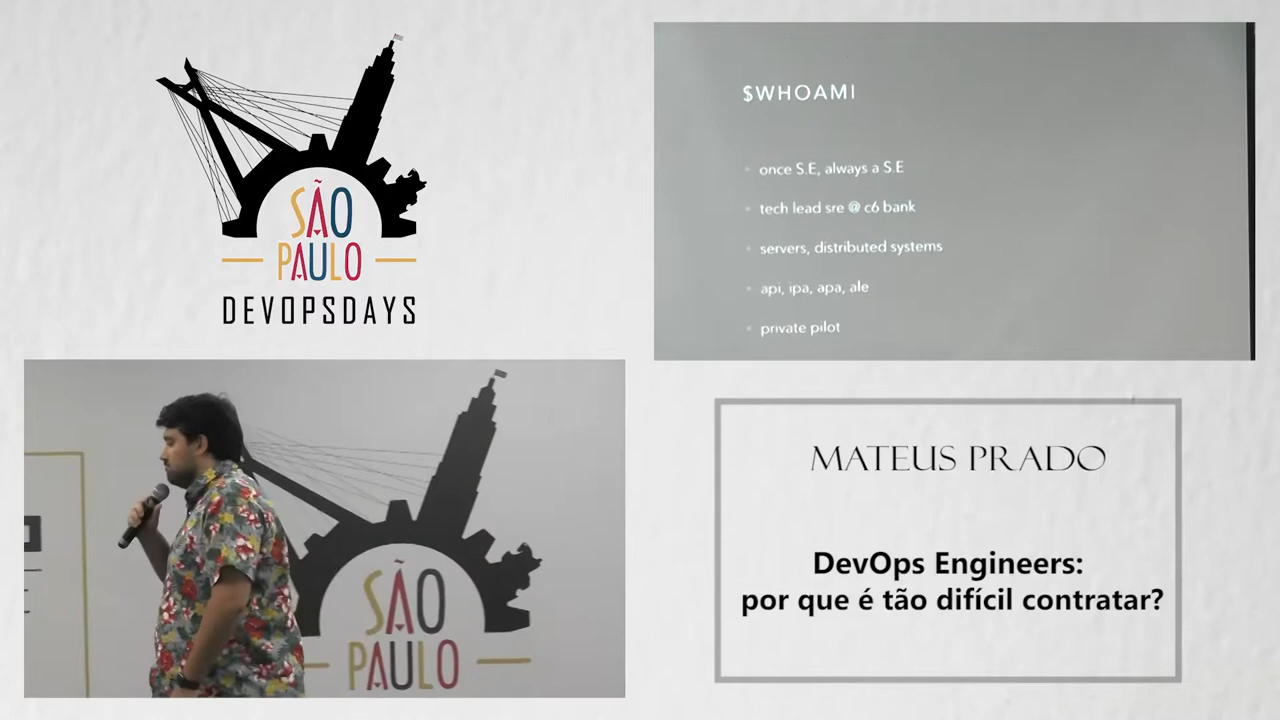 SÃO
PAULO
DEVOPSDAYS
$WHOAMI
once S.E, always a S.E
tech lead sre @ c6 bank
servers, distributed systems
api, ipa, apa, ale
private pilot
SÃO
PAULO
MATEUS PRADO
DevOps Engineers:
por que é tão difícil contratar?